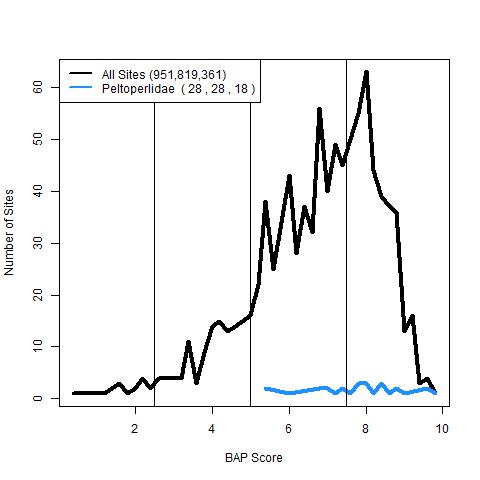 All Sites (951,819,361)
Peltoperlidae ( 28 , 28 , 18 )
Number of Sites
60
50
40
30
20
10
0
2 4 6 8 10
BAP Score